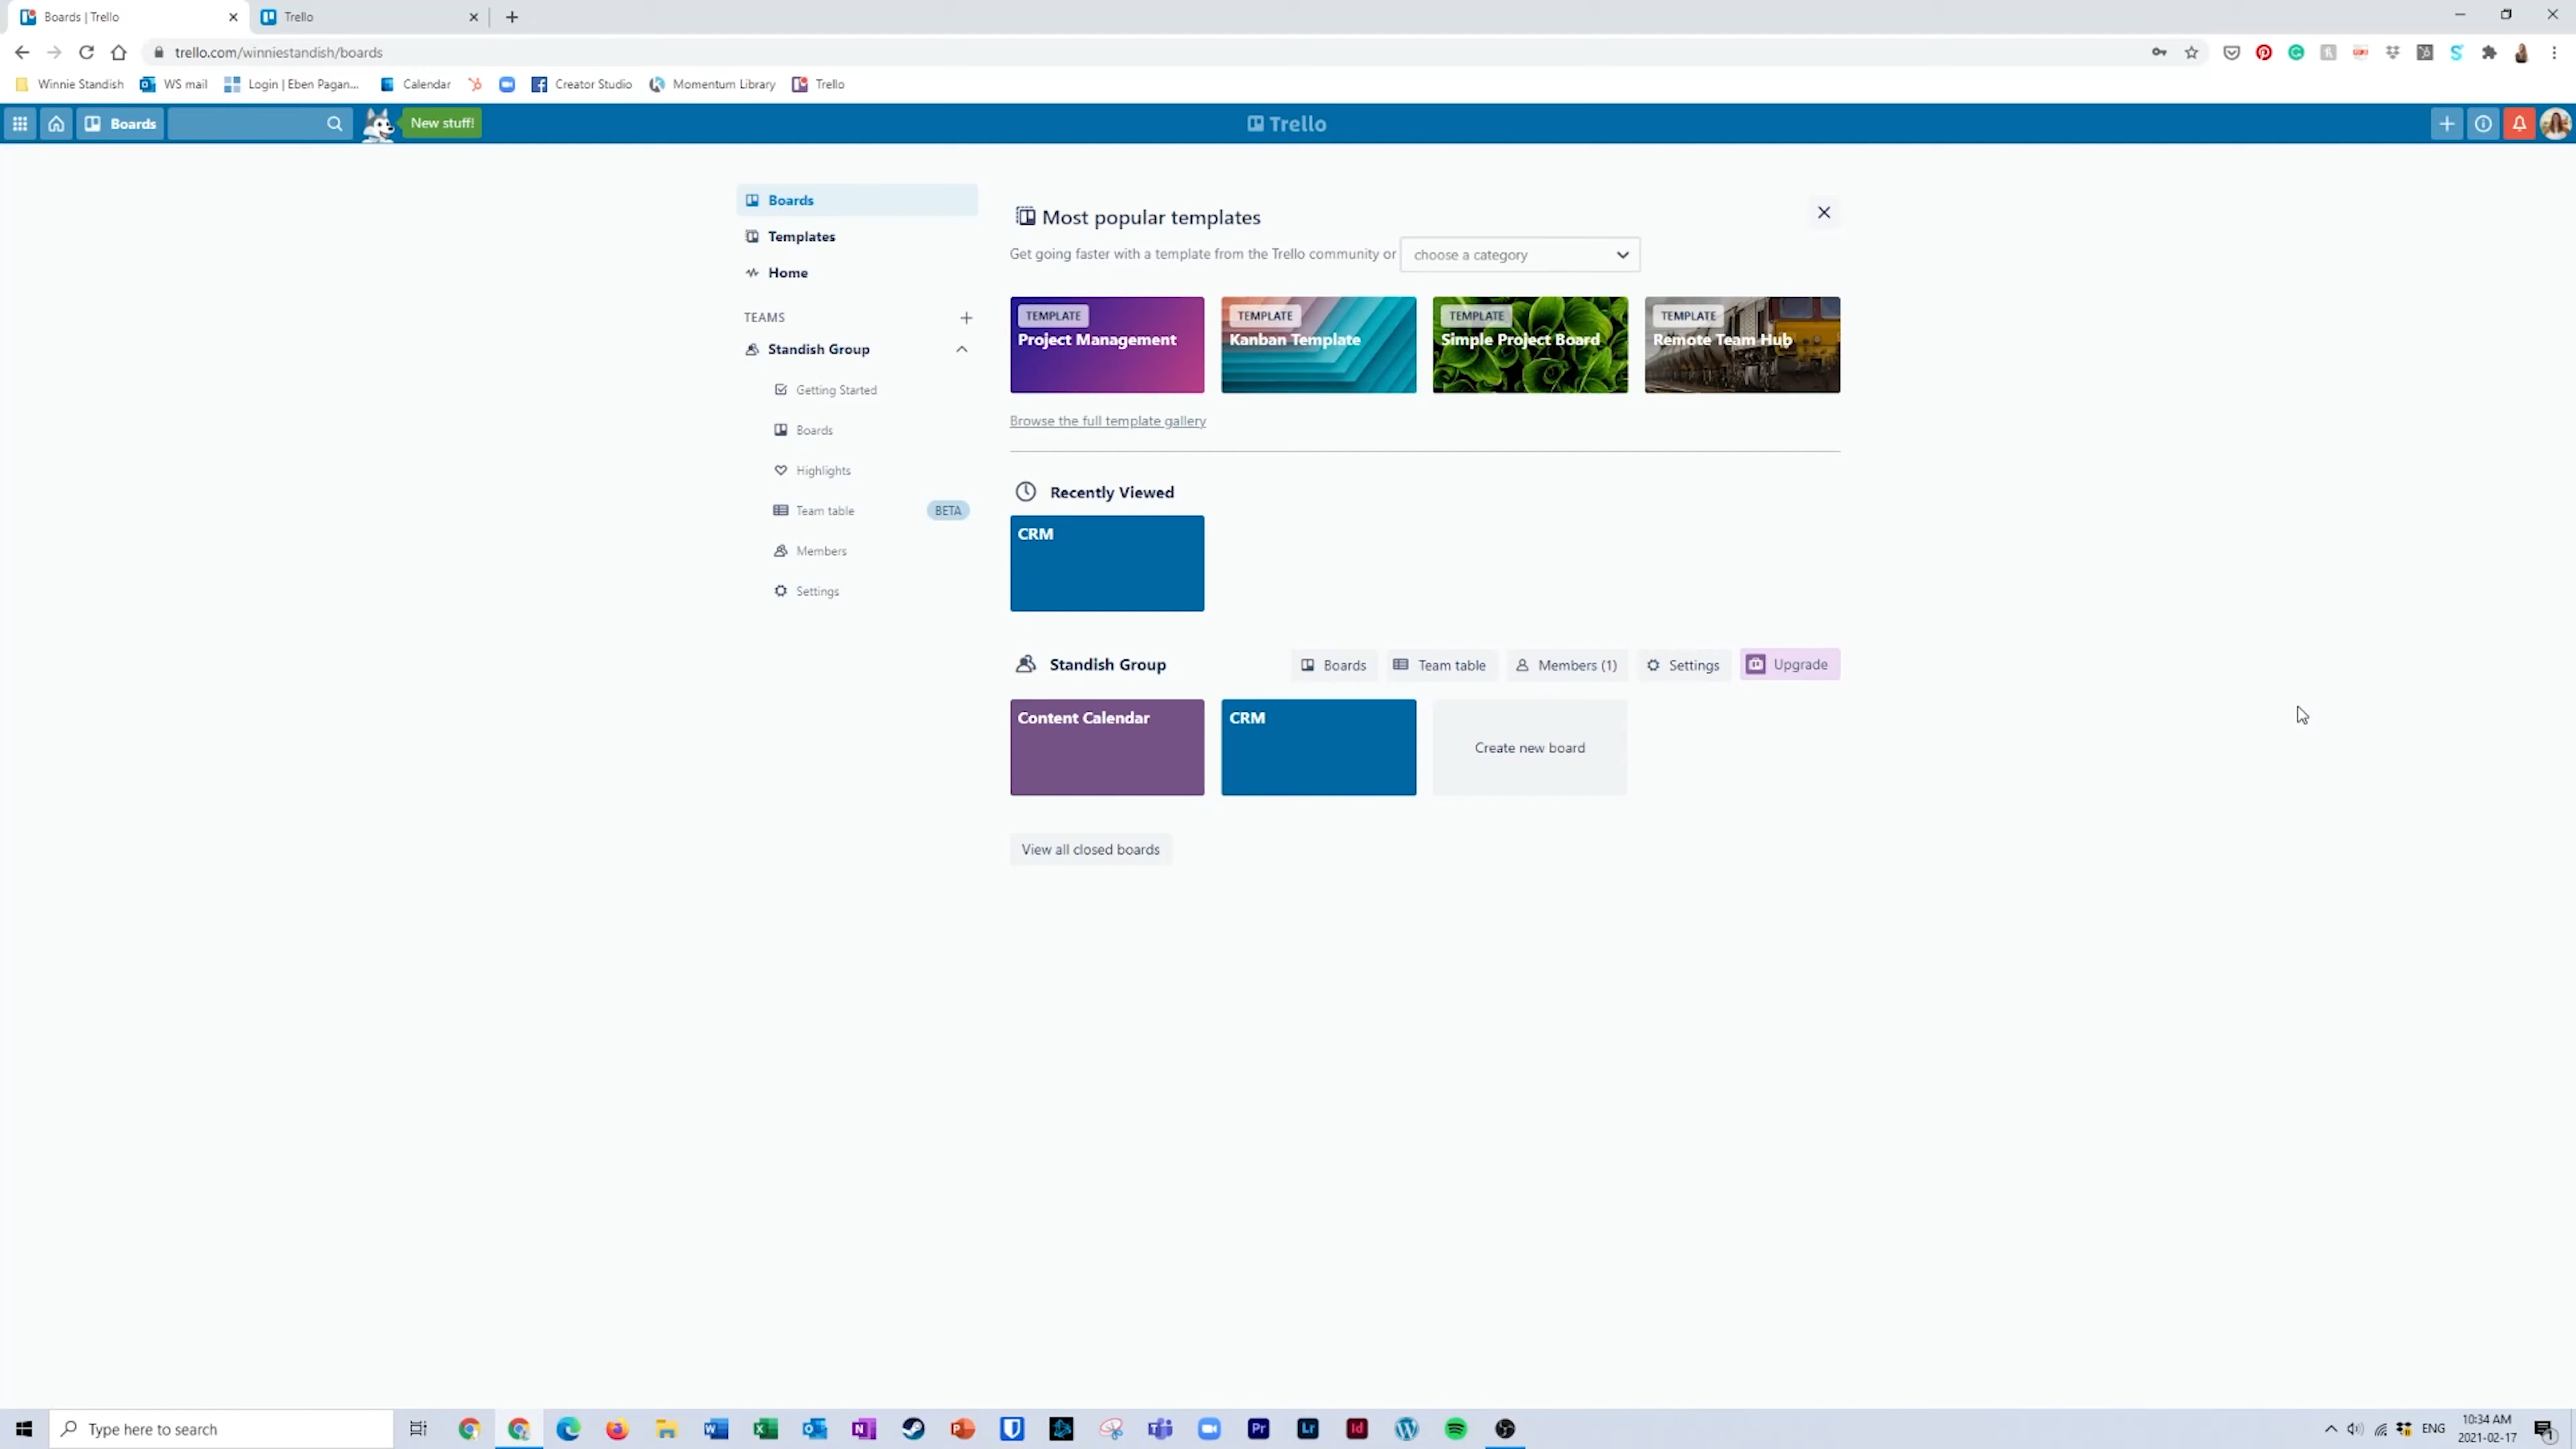 Boards | Trello
Trello
trello.com/winniestandish/boards
Winnie Standish
WS mail
Login | Eben Pagan...
Calendar
Creator Studio
Momentum Library
Trello
Boards
New stuff!
Trello
Boards
Templates
Home
TEAMS
Standish Group
Getting Started
Boards
Highlights
Team table
BETA
Members
Settings
Most popular templates
Get going faster with a template from the Trello community or
choose a category
TEMPLATE
Project Management
TEMPLATE
Kanban Template
TEMPLATE
Simple Project Board
TEMPLATE
Remote Team Hub
Browse the full template gallery
Recently Viewed
CRM
Standish Group
Boards
Team table
Members (1)
Settings
Upgrade
Content Calendar
CRM
Create new board
View all closed boards
Type here to search
Pr
Lr
Id
ENG
10:34 AM
2021-02-17
1